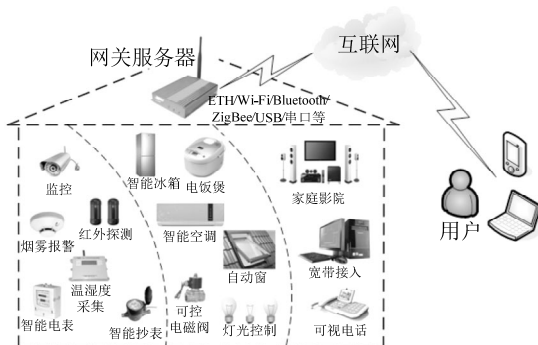 网关服务器
互联网
ETH/Wi-Fi/Bluetooth/
ZigBee/USB/串口等
监控
智能冰箱
电饭煲
家庭影院
烟雾报警
红外探测
智能空调
自动窗
宽带接入
用户
温湿度
采集
智能电表
智能抄表
可控
电磁阀
灯光控制
可视电话